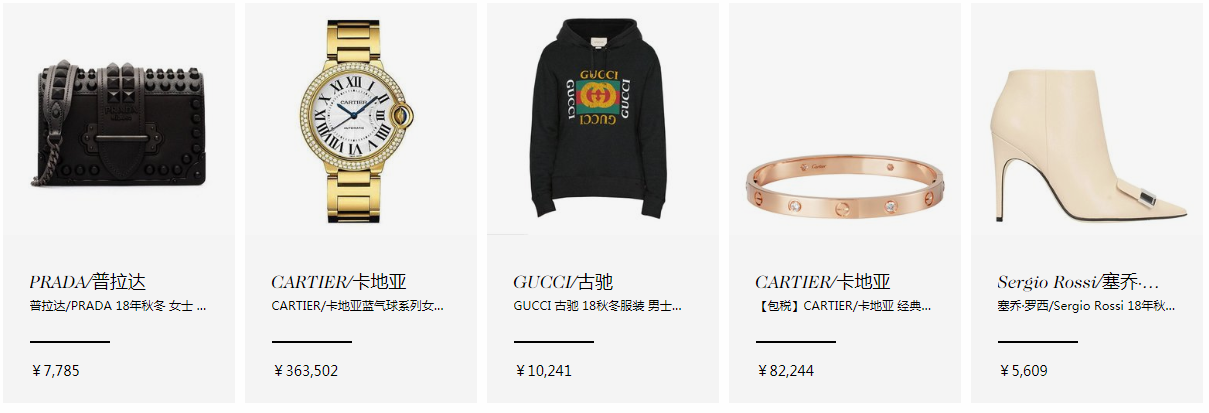 GUCCI
GUCCI
GUCCI
GUCCI
CARTIER
AUTOMATIC
Cartier
PRADA/普拉达
普拉达/PRADA 18年秋冬 女士 ...
¥7,785
CARTIER/卡地亚
CARTIER/卡地亚蓝气球系列女...
¥363,502
GUCCI/古驰
GUCCI 古驰 18秋冬服装 男士...
¥10,241
CARTIER/卡地亚
【包税】CARTIER/卡地亚 经典...
¥82,244
Sergio Rossi/塞乔·...
塞乔·罗西/Sergio Rossi 18年秋...
¥5,609